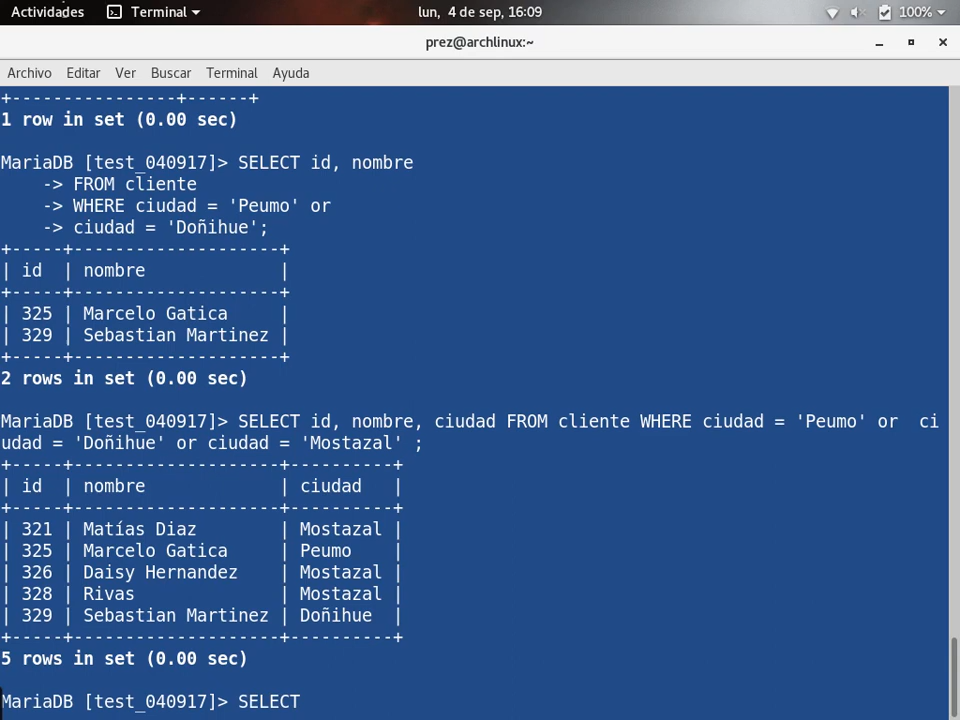 Actividades Terminal lun, 4 de sep, 16:09 100%
prez@archlinux:~
Archivo Editar Ver Buscar Terminal Ayuda
+----------------+------+
1 row in set (0.00 sec)
MariaDB [test_040917]> SELECT id, nombre
    -> FROM cliente
    -> WHERE ciudad = 'Peumo' or
    -> ciudad = 'Doñihue';
+-----+--------------------+
| id  | nombre             |
+-----+--------------------+
| 325 | Marcelo Gatica     |
| 329 | Sebastian Martinez |
+-----+--------------------+
2 rows in set (0.00 sec)
MariaDB [test_040917]> SELECT id, nombre, ciudad FROM cliente WHERE ciudad = 'Peumo' or  ci
udad = 'Doñihue' or ciudad = 'Mostazal' ;
+-----+--------------------+----------+
| id  | nombre             | ciudad   |
+-----+--------------------+----------+
| 321 | Matías Diaz        | Mostazal |
| 325 | Marcelo Gatica     | Peumo    |
| 326 | Daisy Hernandez    | Mostazal |
| 328 | Rivas              | Mostazal |
| 329 | Sebastian Martinez | Doñihue  |
+-----+--------------------+----------+
5 rows in set (0.00 sec)
MariaDB [test_040917]> SELECT